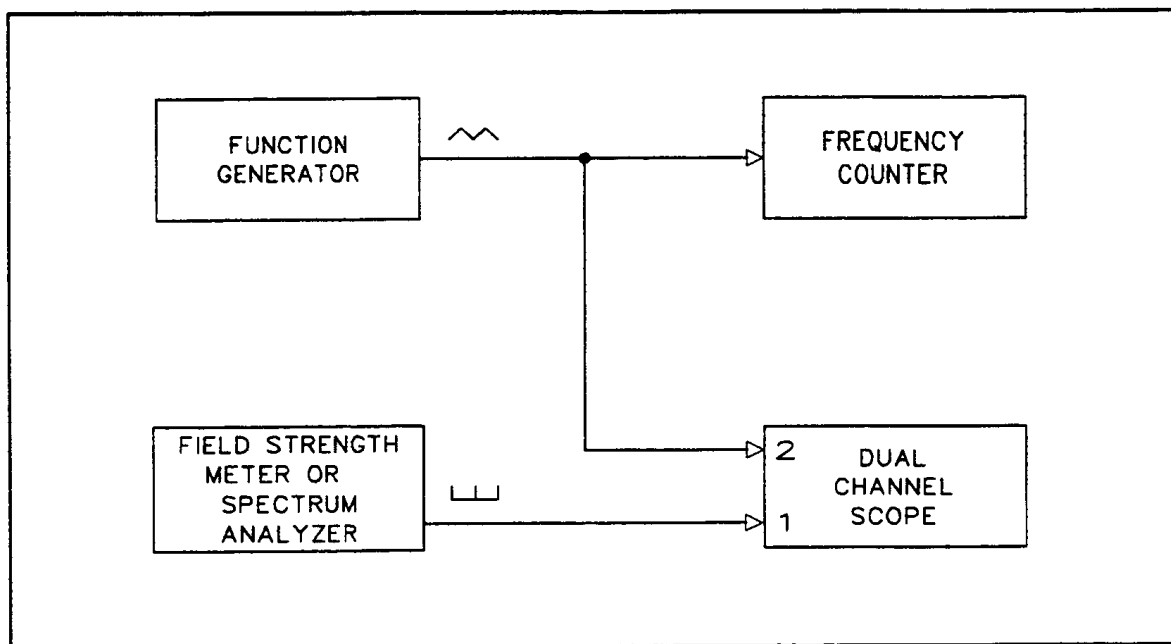 FUNCTION
GENERATOR
FREQUENCY
COUNTER
FIELD STRENGTH
METER OR
SPECTRUM
ANALYZER
2
1
DUAL
CHANNEL
SCOPE